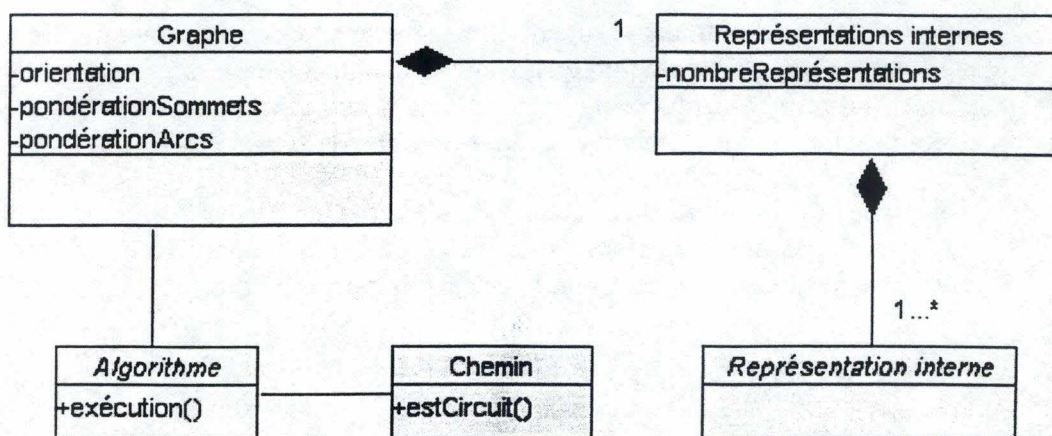 Graphe
-orientation
-pondérationSommets
-pondérationArcs
1
Représentations internes
-nombreReprésentations
1...*
Algorithme
+exécution()
Chemin
+estCircuit()
Représentation interne